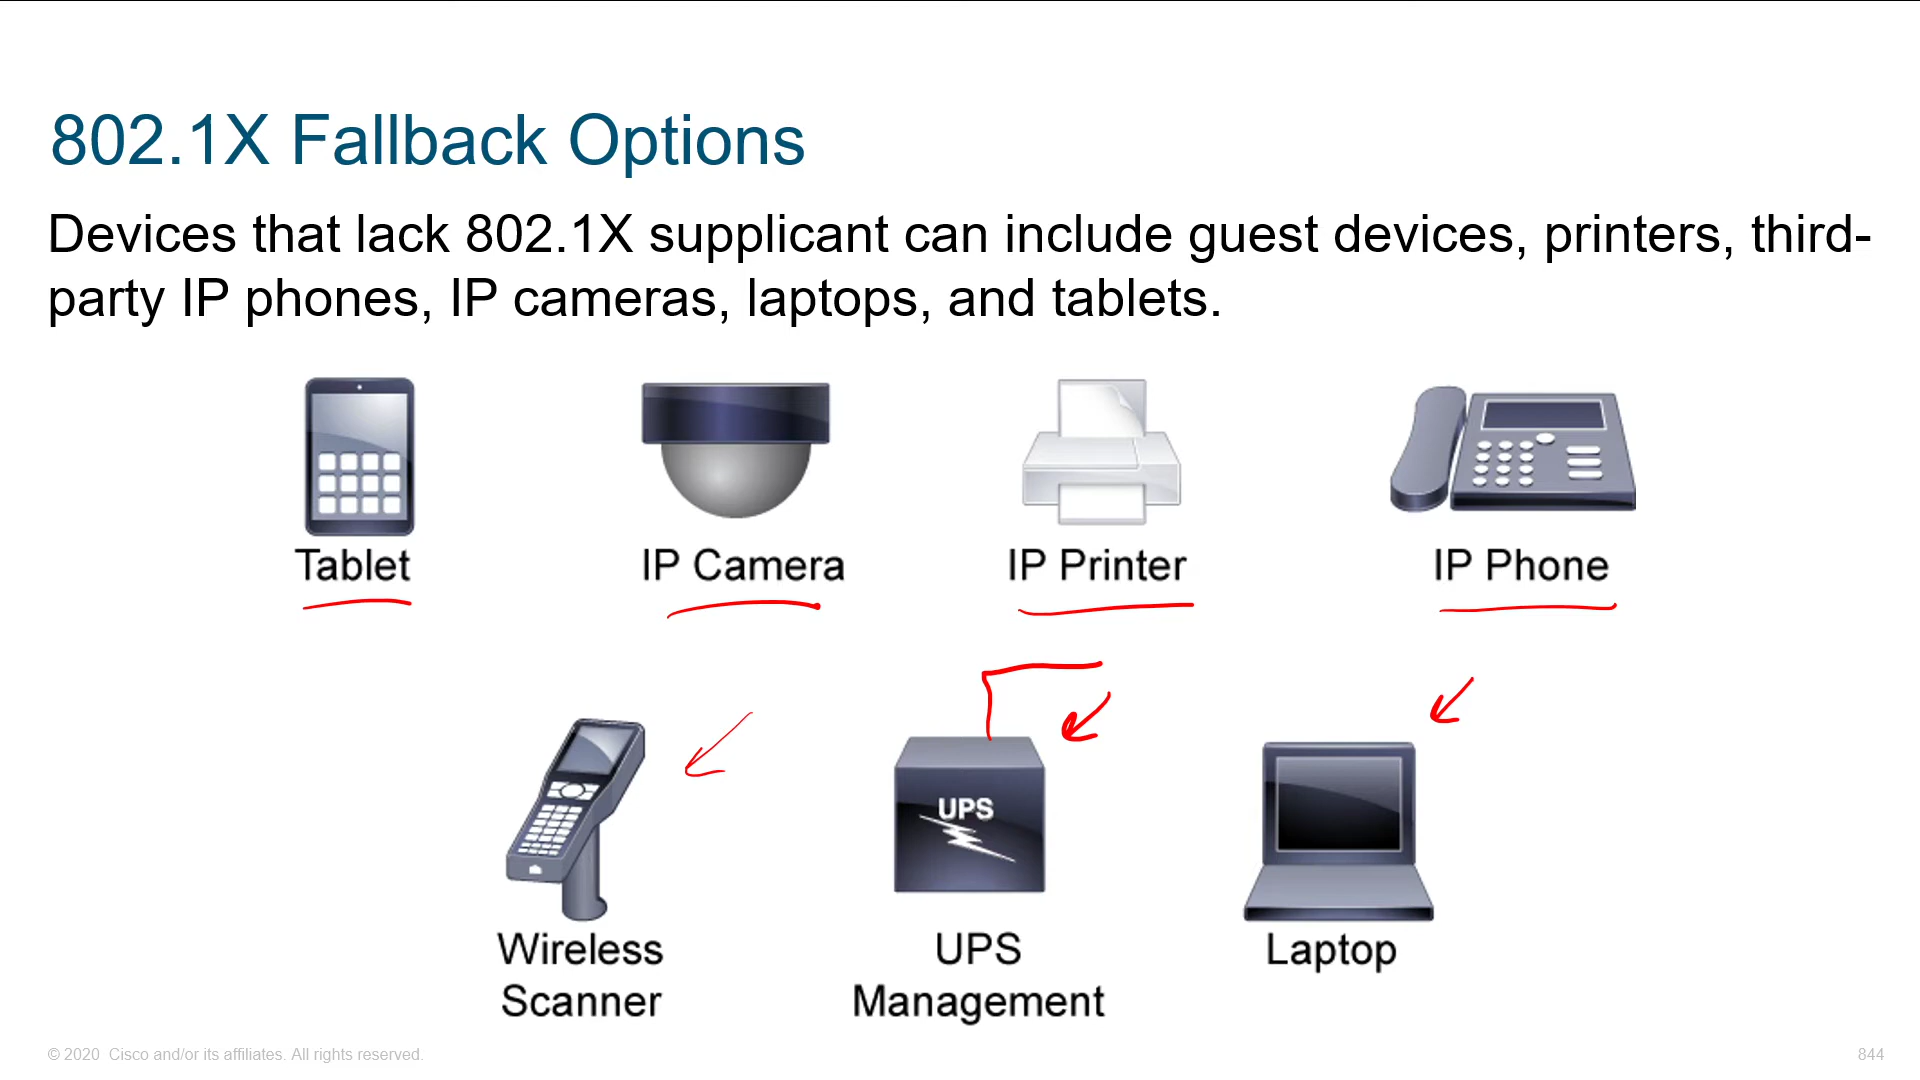 802.1X Fallback Options
Devices that lack 802.1X supplicant can include guest devices, printers, third-
party IP phones, IP cameras, laptops, and tablets.
Tablet
IP Camera
IP Printer
IP Phone
UPS
Wireless
Scanner
UPS
Management
Laptop
© 2020 Cisco and/or its affiliates. All rights reserved.
844